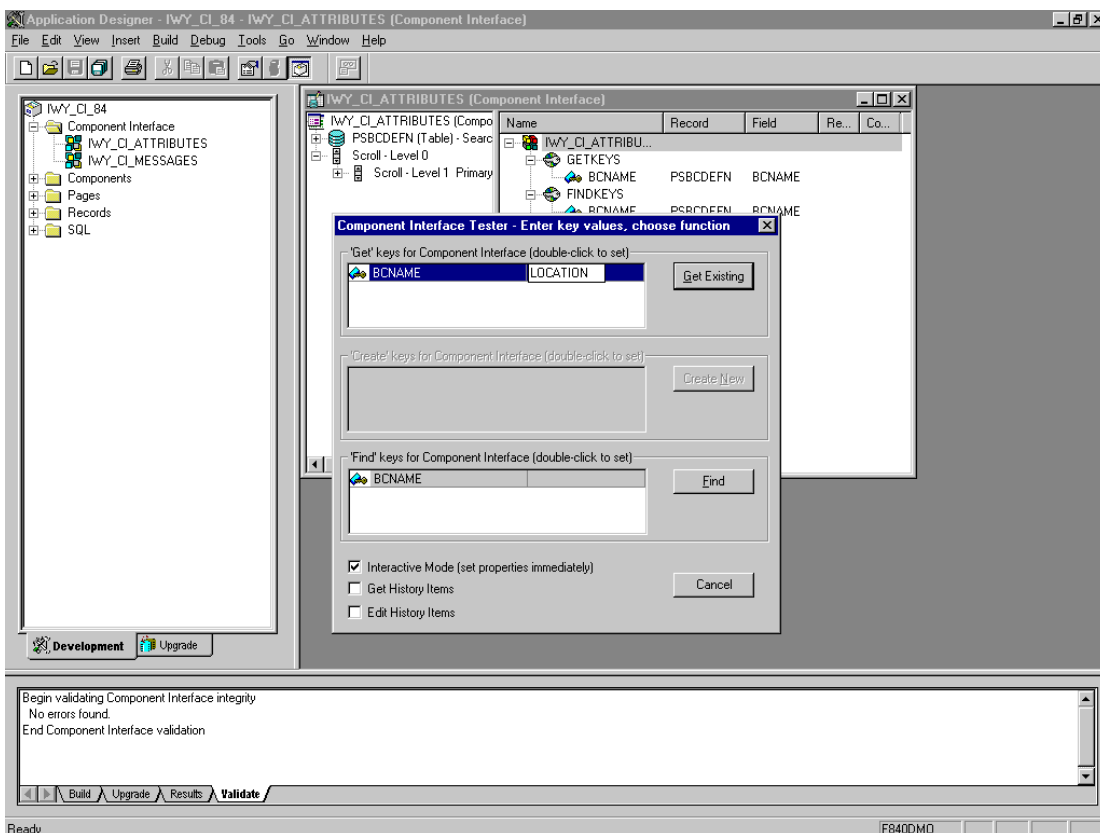 Application Designer - IWY_CI_84 - IWY_CI_ATTRIBUTES (Component Interface)
File Edit View Insert Build Debug Tools Go Window Help
IWY_CI_84
Component Interface
IWY_CI_ATTRIBUTES
IWY_CI_MESSAGES
Components
Pages
Records
SQL
Development Upgrade
IWY_CI_ATTRIBUTES (Component Interface)
IWY_CI_ATTRIBUTES (Compo
PSBCDEFN (Table) - Searc
Scroll - Level 0
Scroll - Level 1 Primary
Name Record Field Re... Co...
IWY_CI_ATTRIBU...
GETKEYS
BCNAME PSBCDEFN BCNAME
FINDKEYS
BCNAME PSBCDEFN BCNAME
Component Interface Tester - Enter key values, choose function
'Get' keys for Component Interface (double-click to set)
BCNAME LOCATION
Get Existing
'Create' keys for Component Interface (double-click to set)
Create New
'Find' keys for Component Interface (double-click to set)
BCNAME
Find
Interactive Mode (set properties immediately)
Get History Items
Edit History Items
Cancel
Begin validating Component Interface integrity
No errors found.
End Component Interface validation
Build Upgrade Results Validate
Ready F840DMO